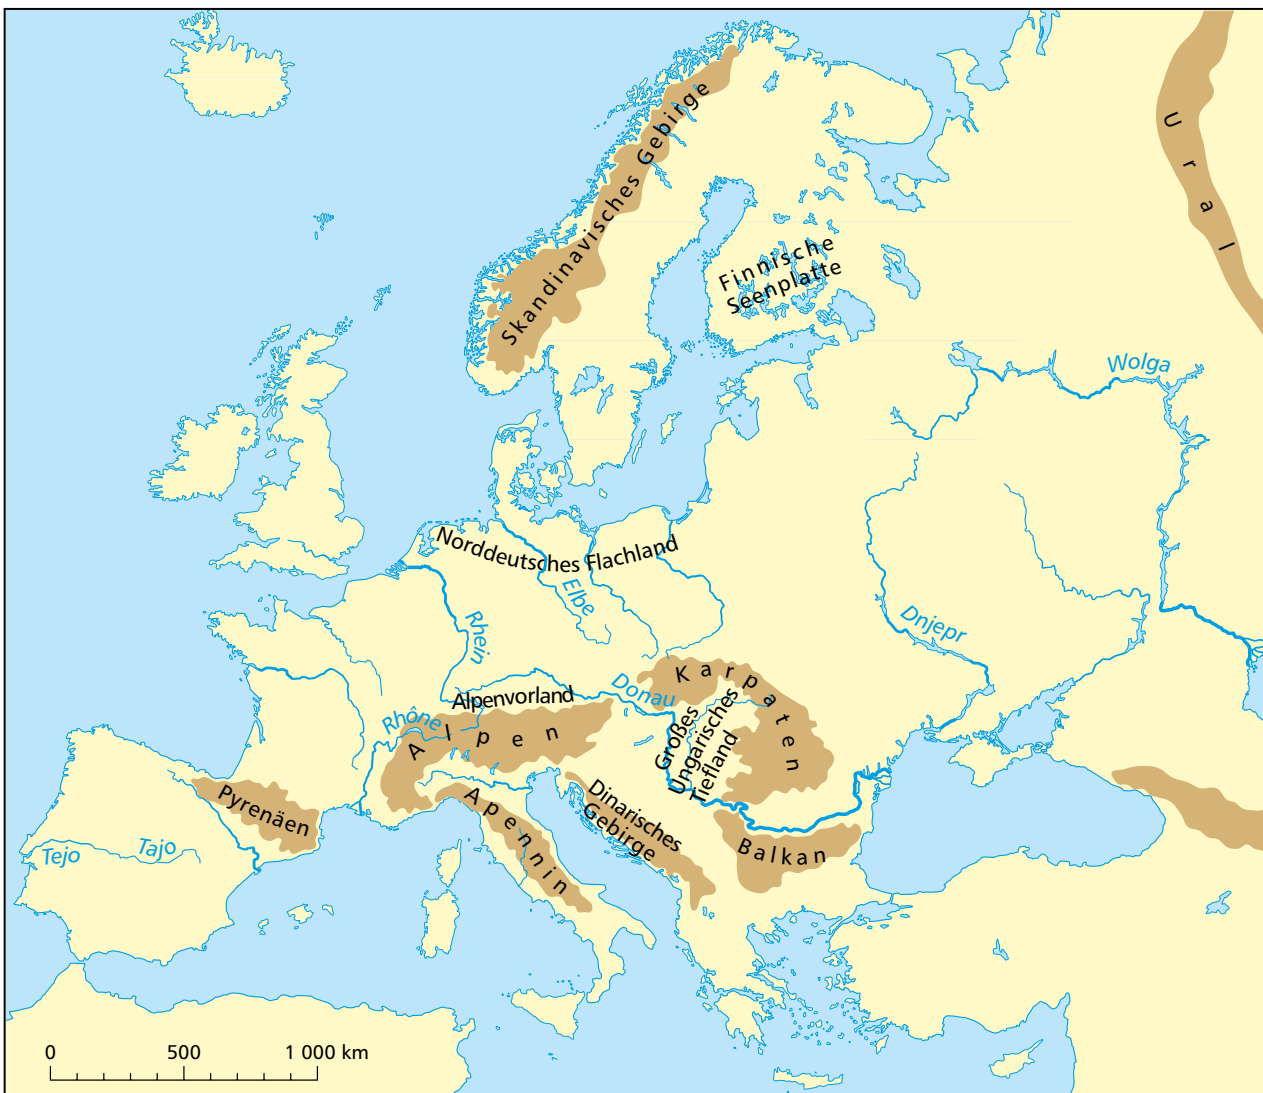 Ural
Skandinavisches Gebirge
Finnische
Seenplatte
Wolga
Norddeutsches Flachland
Elbe
Rhein
Dnjepr
Karpaten
Donau
Alpenvorland
Rhône
Alpen
Großes
Ungarisches
Tiefland
Pyrenäen
Apennin
Dinarisches
Gebirge
Balkan
Tejo
Tajo
0 500 1 000 km